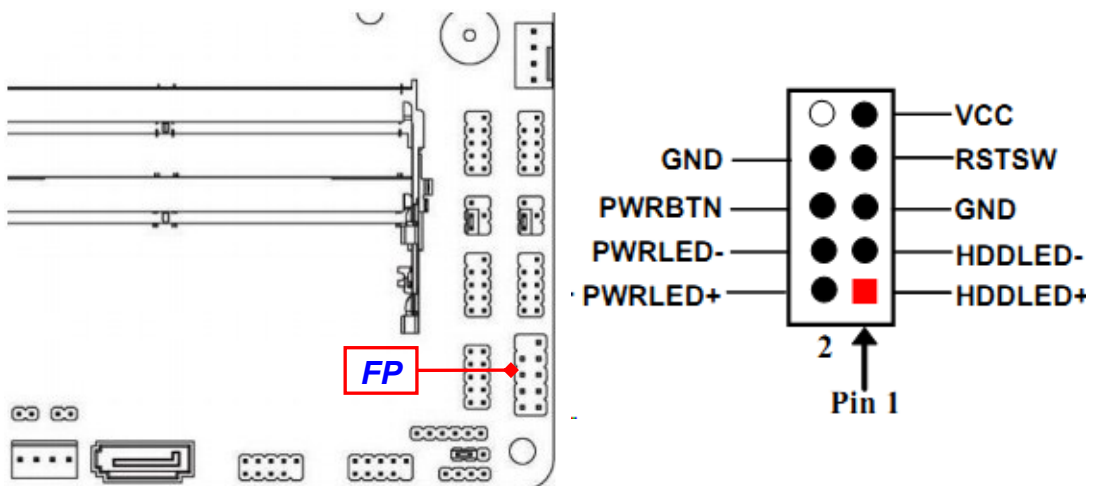 FP
VCC
GND RSTSW
PWRBTN GND
PWRLED- HDDLED-
PWRLED+ HDDLED+
2
Pin 1